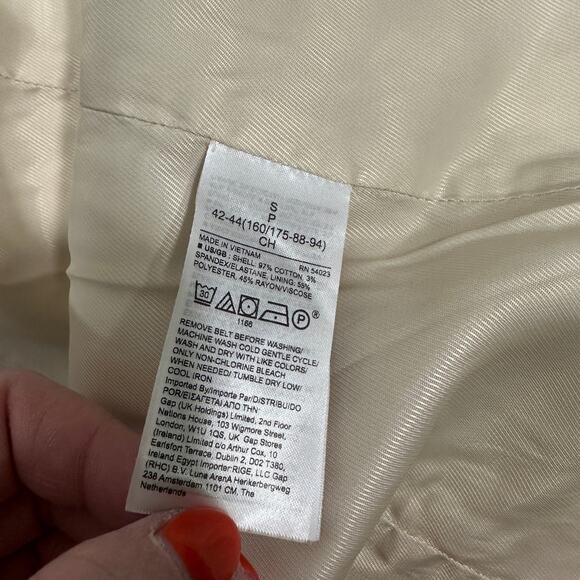 S
P
42-44(160/175-88-94)
CH
MADE IN VIETNAM RN 54023
■ US/GB : SHELL: 97% COTTON, 3%
SPANDEX/ELASTANE, LINING: 55%
POLYESTER, 45% RAYON/VISCOSE
30 P ®
1166
REMOVE BELT BEFORE WASHING/
MACHINE WASH COLD GENTLE CYCLE/
WASH AND DRY WITH LIKE COLORS/
ONLY NON-CHLORINE BLEACH
WHEN NEEDED/ TUMBLE DRY LOW/
COOL IRON
Imported By/Importe Par/DISTRIBUIDO
POR/ΕΙΣΑΓΕΤΑΙ ΑΠΟ ΤΗΝ:
Gap (UK Holdings) Limited, 2nd Floor
Nations House, 103 Wigmore Street,
London, W1U 1QS, UK Gap Stores
(Ireland) Limited c/o Arthur Cox, 10
Earlsfort Terrace, Dublin 2, D02 T380,
Ireland Egypt Importer:RIGE, LLC Gap
(RHC) B.V. Luna ArenA Herikerbergweg
238 Amsterdam 1101 CM, The
Netherlands